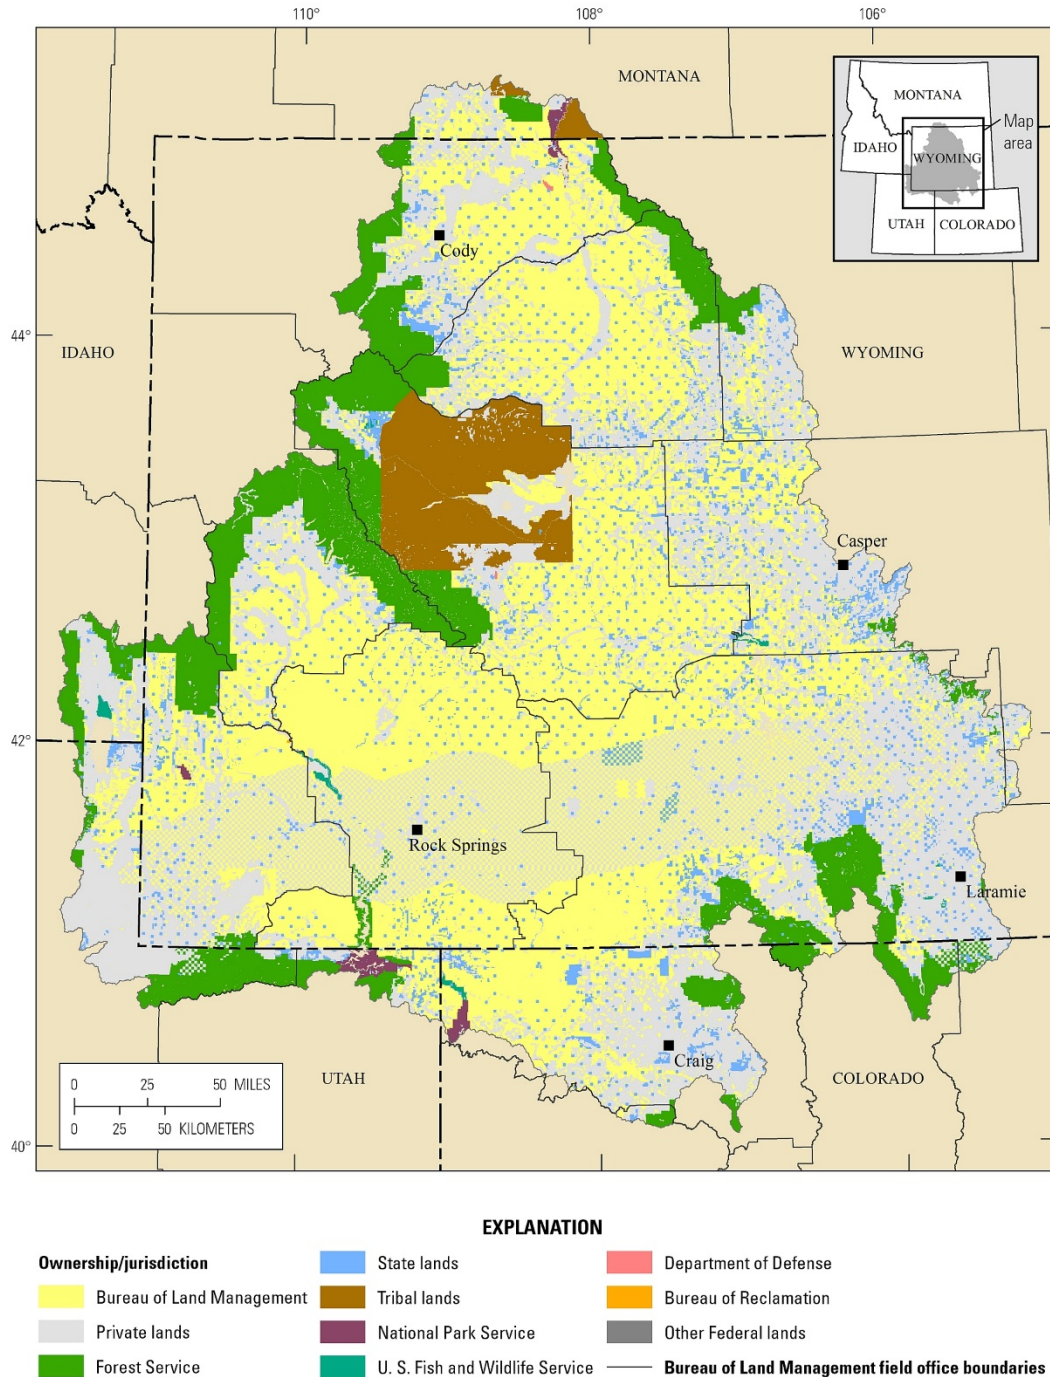 110° 108° 106°
MONTANA
MONTANA
Map
area
IDAHO
WYOMING
UTAH COLORADO
Cody
44°
IDAHO
WYOMING
Casper
42°
Rock Springs
Laramie
Craig
0 25 50 MILES
0 25 50 KILOMETERS
UTAH
COLORADO
40°
EXPLANATION
Ownership/jurisdiction
Bureau of Land Management
Private lands
Forest Service
State lands
Tribal lands
National Park Service
U. S. Fish and Wildlife Service
Department of Defense
Bureau of Reclamation
Other Federal lands
Bureau of Land Management field office boundaries